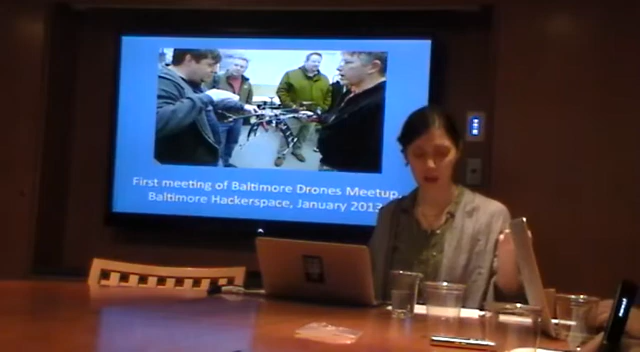 First meeting of Baltimore Drones Meetup,
Baltimore Hackerspace, January 2013